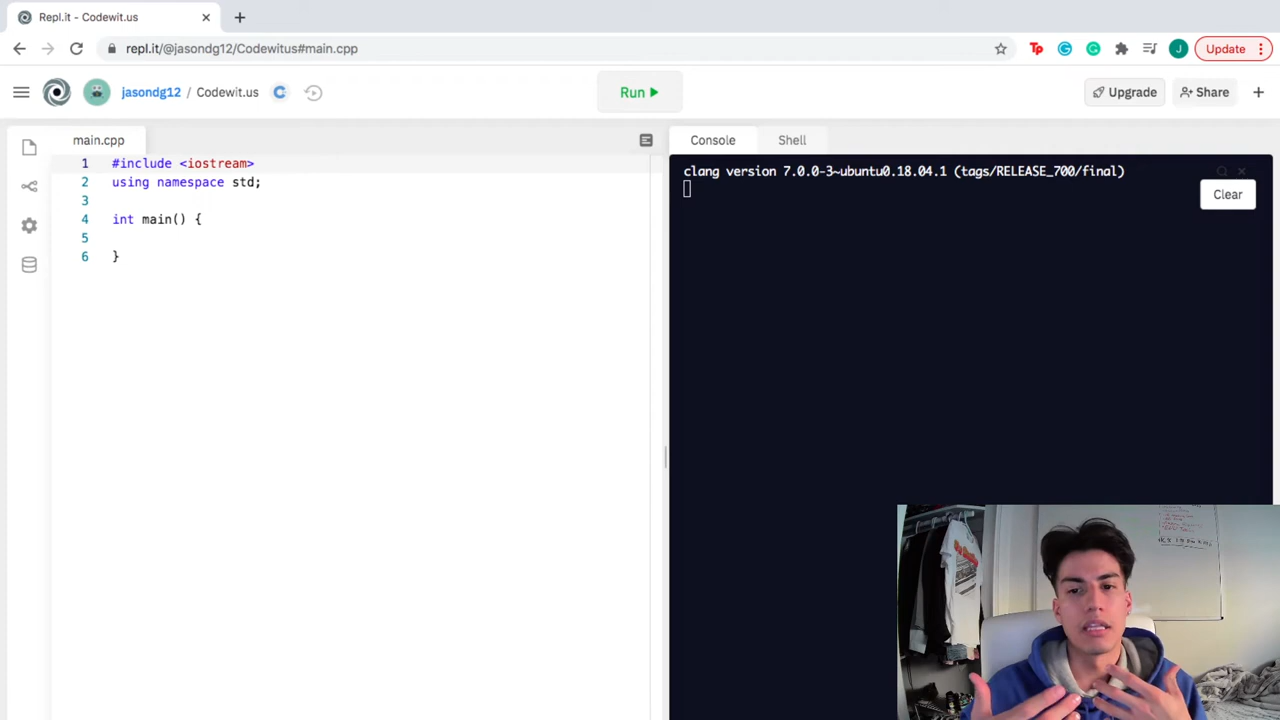 Repl.it - Codewit.us
repl.it/@jasondg12/Codewitus#main.cpp
Update
jasondg12 / Codewit.us
Run
Upgrade
Share
main.cpp
Console
Shell
1 #include <iostream>
2 using namespace std;
3
4 int main() {
5
6 }
clang version 7.0.0-3~ubuntu0.18.04.1 (tags/RELEASE_700/final)
Clear